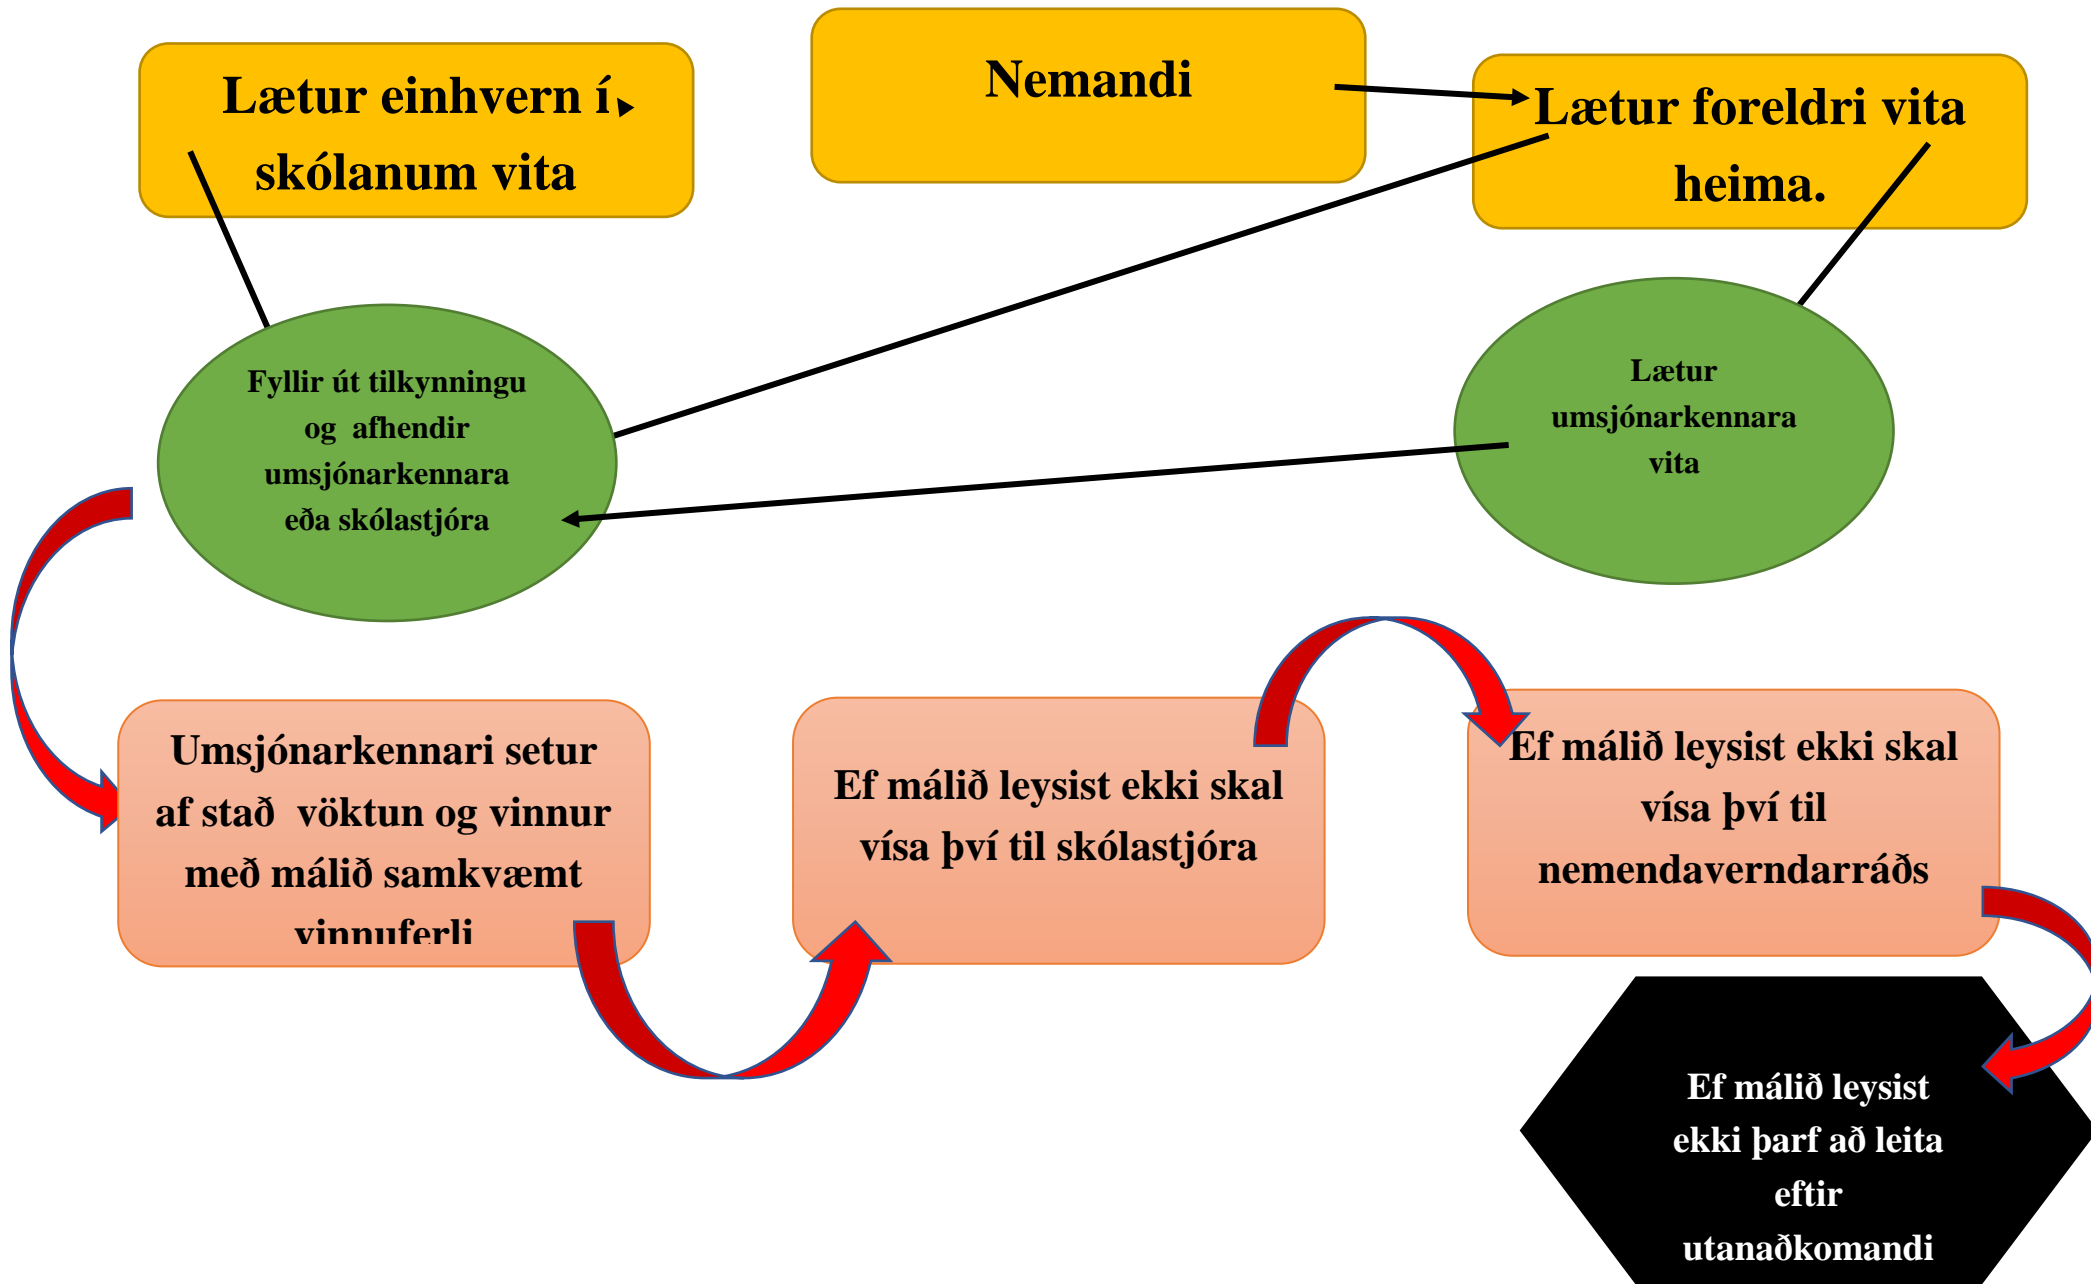 Lætur einhvern í
skólanum vita
Nemandi
Lætur foreldri vita
heima.
Fyllir út tilkynningu
og afhendir
umsjónarkennara
eða skólastjóra
Lætur
umsjónarkennara
vita
Umsjónarkennari setur
af stað vöktun og vinnur
með málið samkvæmt
vinnuferli
Ef málið leysist ekki skal
vísa því til skólastjóra
Ef málið leysist ekki skal
vísa því til
nemendaverndarráðs
Ef málið leysist
ekki þarf að leita
eftir
utanaðkomandi